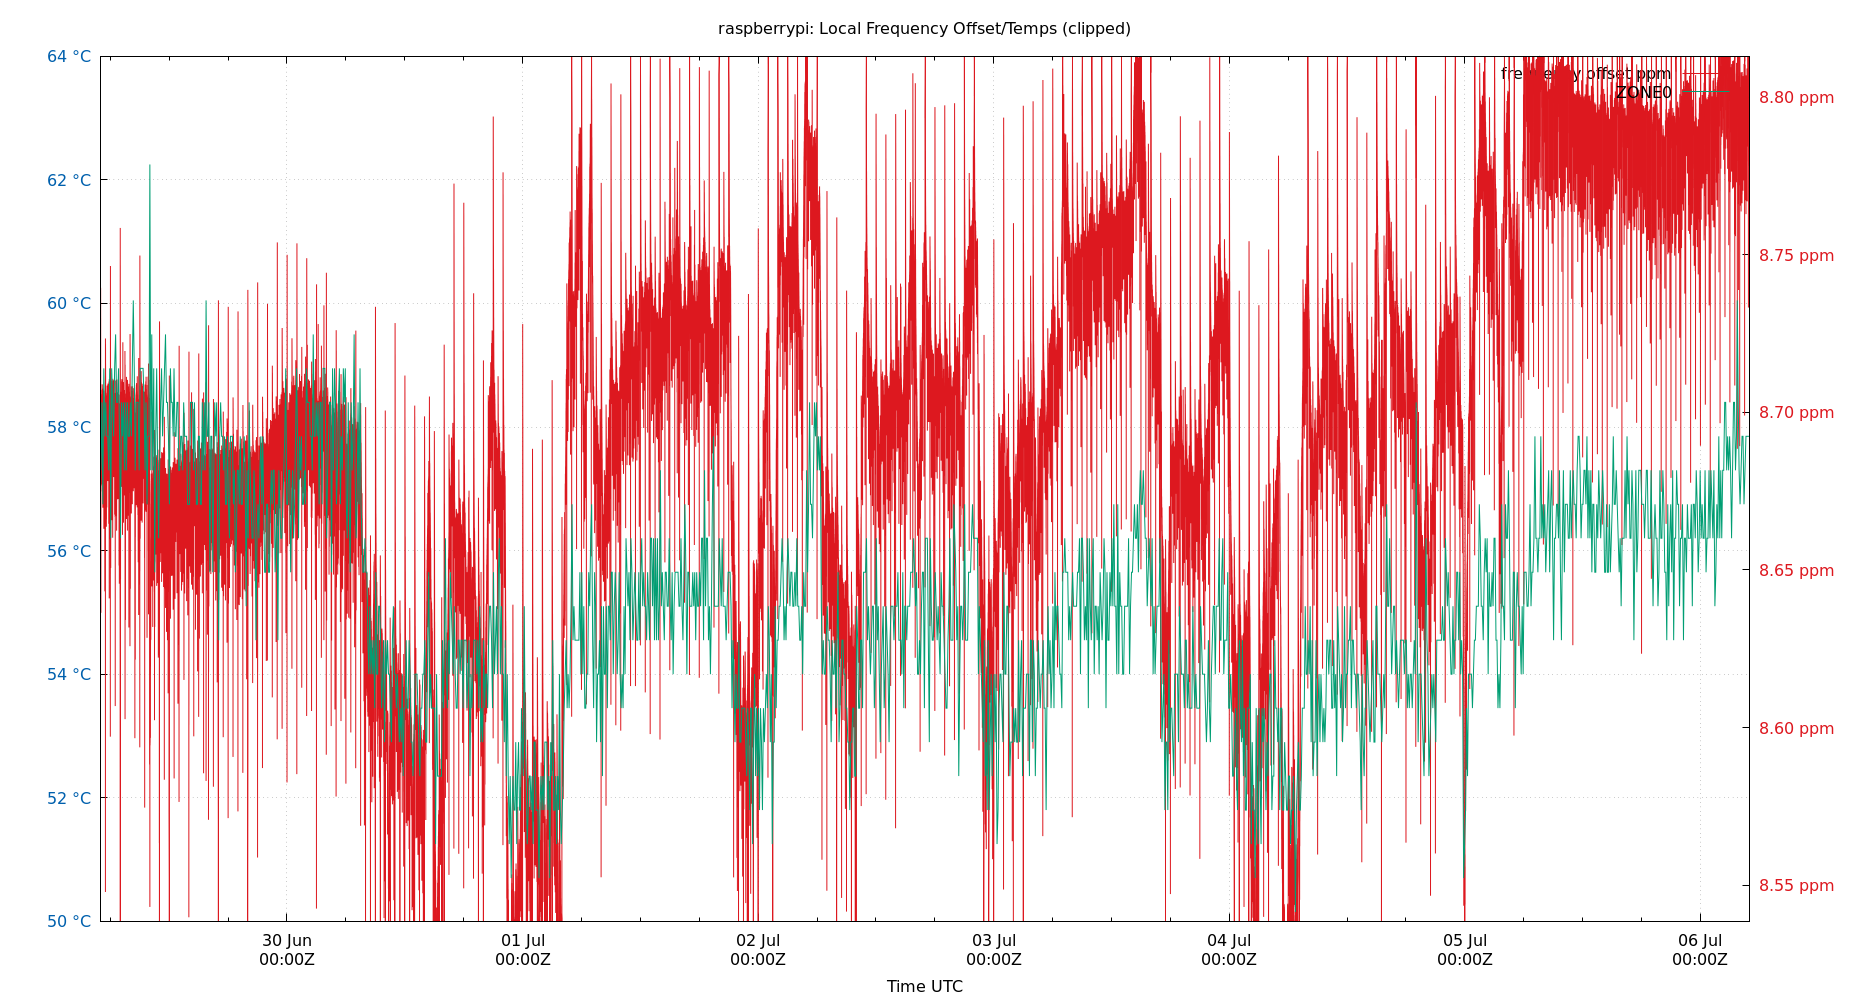 raspberrypi: Local Frequency Offset/Temps (clipped)
64 °C
62 °C
60 °C
58 °C
56 °C
54 °C
52 °C
50 °C
frequency offset ppm
ZONE0
8.80 ppm
8.75 ppm
8.70 ppm
8.65 ppm
8.60 ppm
8.55 ppm
30 Jun 01 Jul 02 Jul 03 Jul 04 Jul 05 Jul 06 Jul
00:00Z 00:00Z 00:00Z 00:00Z 00:00Z 00:00Z 00:00Z
Time UTC